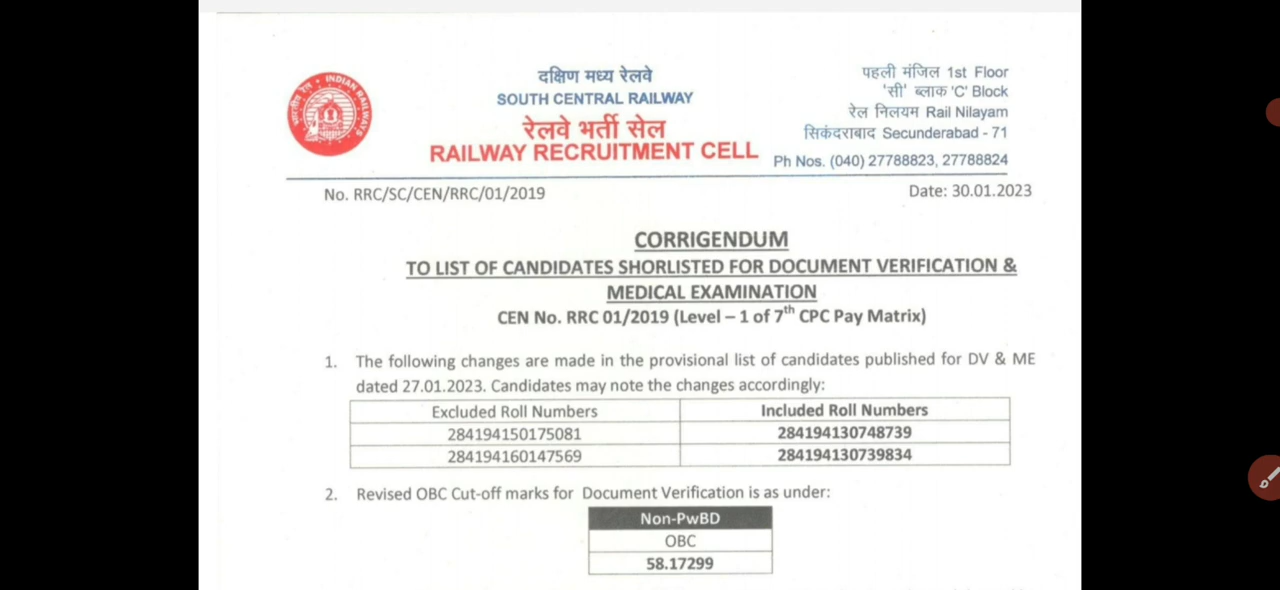 भारतीय रेल • INDIAN RAILWAYS
दक्षिण मध्य रेलवे
SOUTH CENTRAL RAILWAY
रेलवे भर्ती सेल
RAILWAY RECRUITMENT CELL
पहली मंजिल 1st Floor
'सी' ब्लाक 'C' Block
रेल निलयम Rail Nilayam
सिकंदराबाद Secunderabad - 71
Ph Nos. (040) 27788823, 27788824
No. RRC/SC/CEN/RRC/01/2019
Date: 30.01.2023
CORRIGENDUM
TO LIST OF CANDIDATES SHORLISTED FOR DOCUMENT VERIFICATION &
MEDICAL EXAMINATION
CEN No. RRC 01/2019 (Level – 1 of 7th CPC Pay Matrix)
1. The following changes are made in the provisional list of candidates published for DV & ME
dated 27.01.2023. Candidates may note the changes accordingly:
Excluded Roll Numbers Included Roll Numbers
284194150175081 284194130748739
284194160147569 284194130739834
2. Revised OBC Cut-off marks for Document Verification is as under:
Non-PwBD
OBC
58.17299